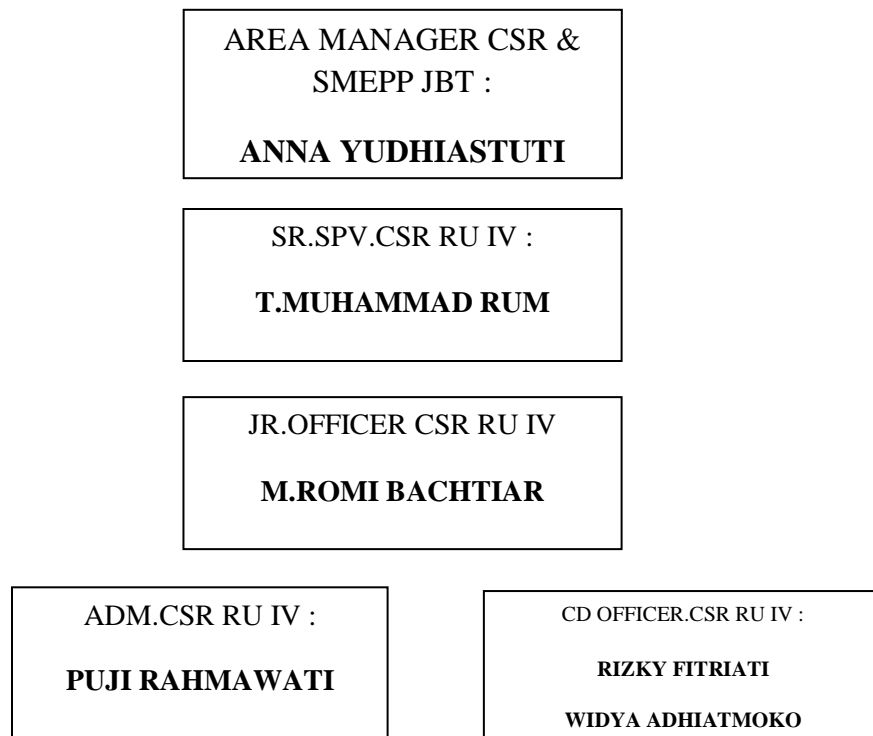 AREA MANAGER CSR &
SMEPP JBT :
ANNA YUDHIASTUTI
SR.SPV.CSR RU IV :
T.MUHAMMAD RUM
JR.OFFICER CSR RU IV
M.ROMI BACHTIAR
ADM.CSR RU IV :
PUJI RAHMAWATI
CD OFFICER.CSR RU IV :
RIZKY FITRIATI
WIDYA ADHIATMOKO